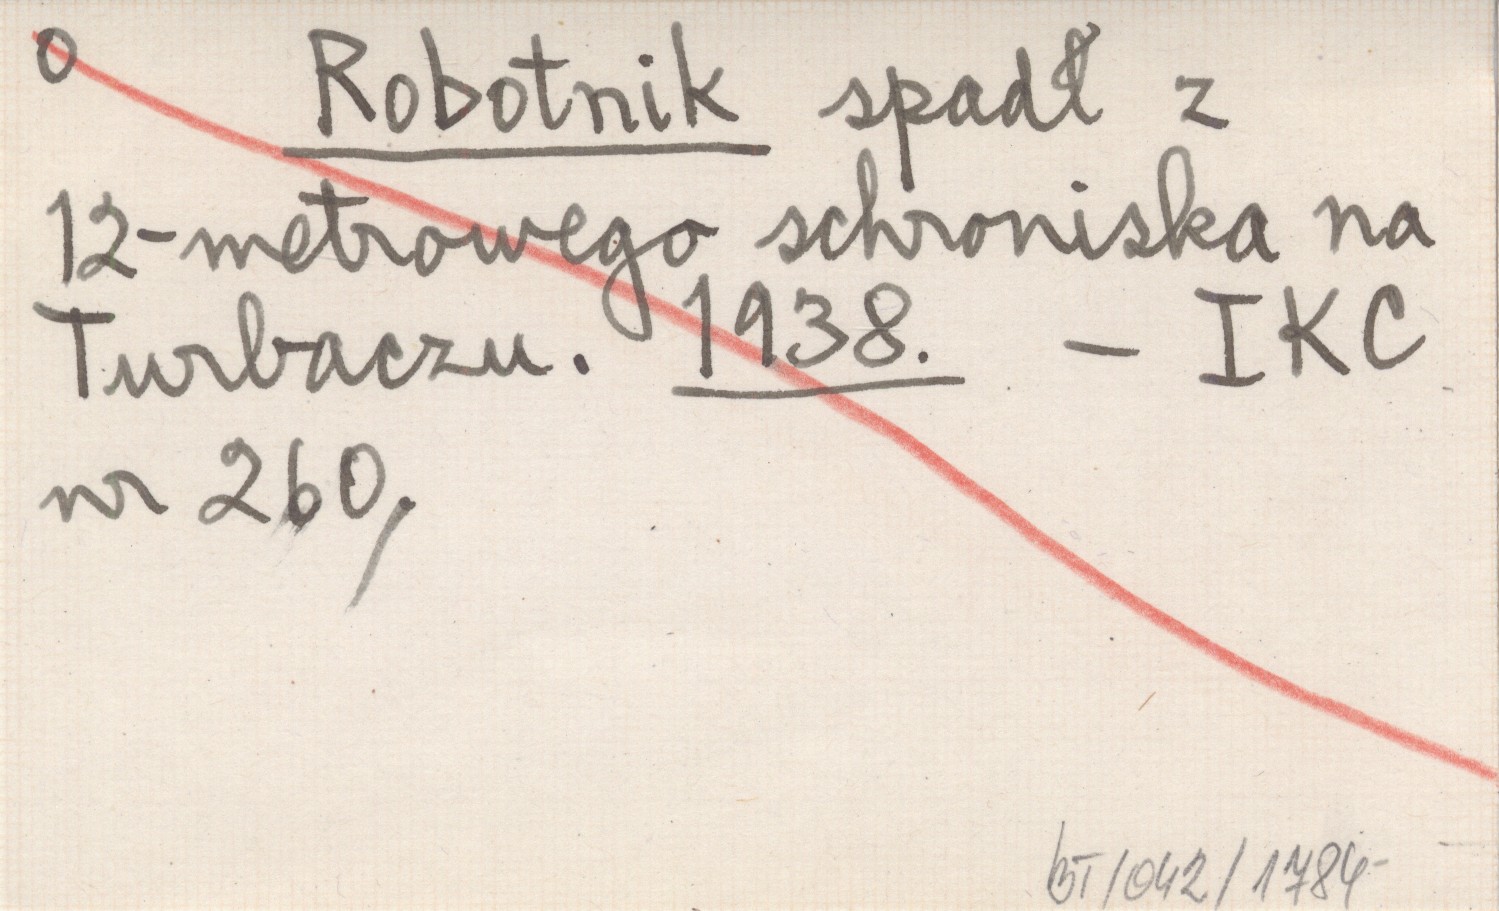 o Robotnik spadł z
12-metrowego schroniska na
Turbaczu. 1938. — IKC
nr 260,
BT/042/1784